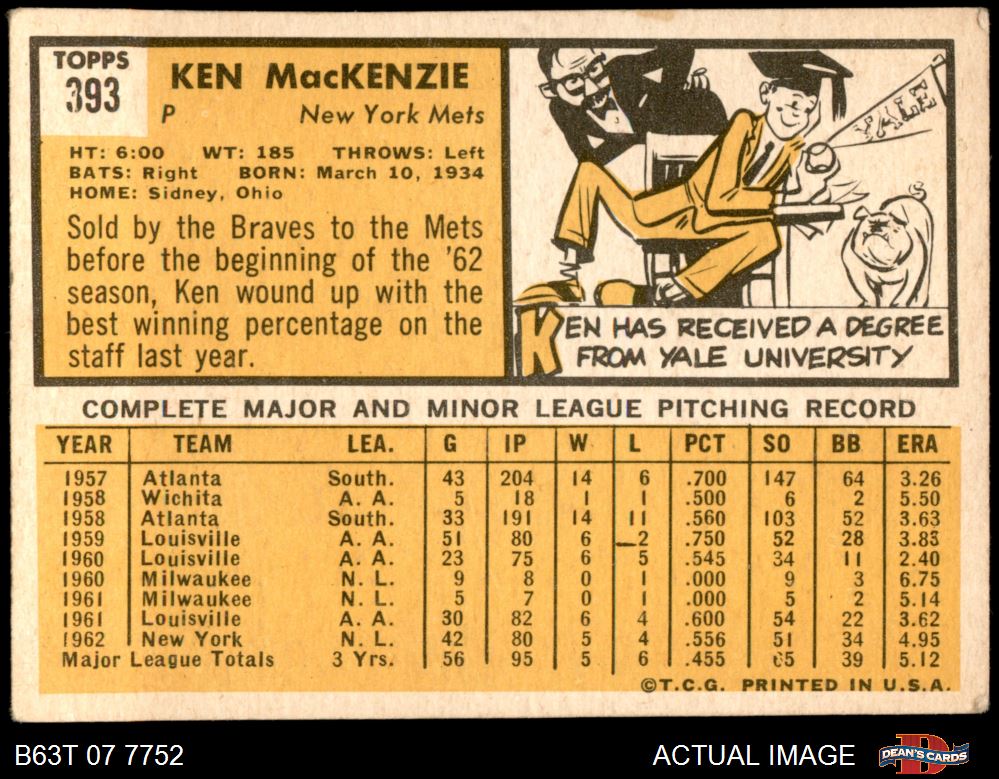 TOPPS
393
KEN MacKENZIE
P New York Mets
HT: 6:00 WT: 185 THROWS: Left
BATS: Right BORN: March 10, 1934
HOME: Sidney, Ohio
Sold by the Braves to the Mets
before the beginning of the '62
season, Ken wound up with the
best winning percentage on the
staff last year.
YALE
KEN HAS RECEIVED A DEGREE
FROM YALE UNIVERSITY
COMPLETE MAJOR AND MINOR LEAGUE PITCHING RECORD
YEAR TEAM LEA. G IP W L PCT SO BB ERA
1957 Atlanta South. 43 204 14 6 .700 147 64 3.26
1958 Wichita A. A. 5 18 1 1 .500 6 2 5.50
1958 Atlanta South. 33 191 14 11 .560 103 52 3.63
1959 Louisville A. A. 51 80 6 2 .750 52 28 3.83
1960 Louisville A. A. 23 75 6 5 .545 34 11 2.40
1960 Milwaukee N. L. 9 8 0 1 .000 9 3 6.75
1961 Milwaukee N. L. 5 7 0 1 .000 5 2 5.14
1961 Louisville A. A. 30 82 6 4 .600 54 22 3.62
1962 New York N. L. 42 80 5 4 .556 51 34 4.95
Major League Totals 3 Yrs. 56 95 5 6 .455 65 39 5.12
©T.C.G. PRINTED IN U.S.A.
B63T 07 7752 ACTUAL IMAGE DEAN'S CARDS